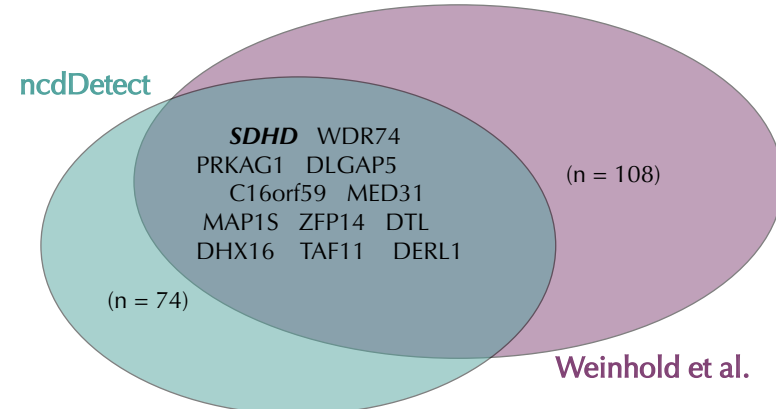 ncdDetect
SDHD WDR74
PRKAG1 DLGAP5
(n = 108)
C16orf59 MED31
MAP1S ZFP14 DTL
DHX16 TAF11 DERL1
(n = 74)
Weinhold et al.